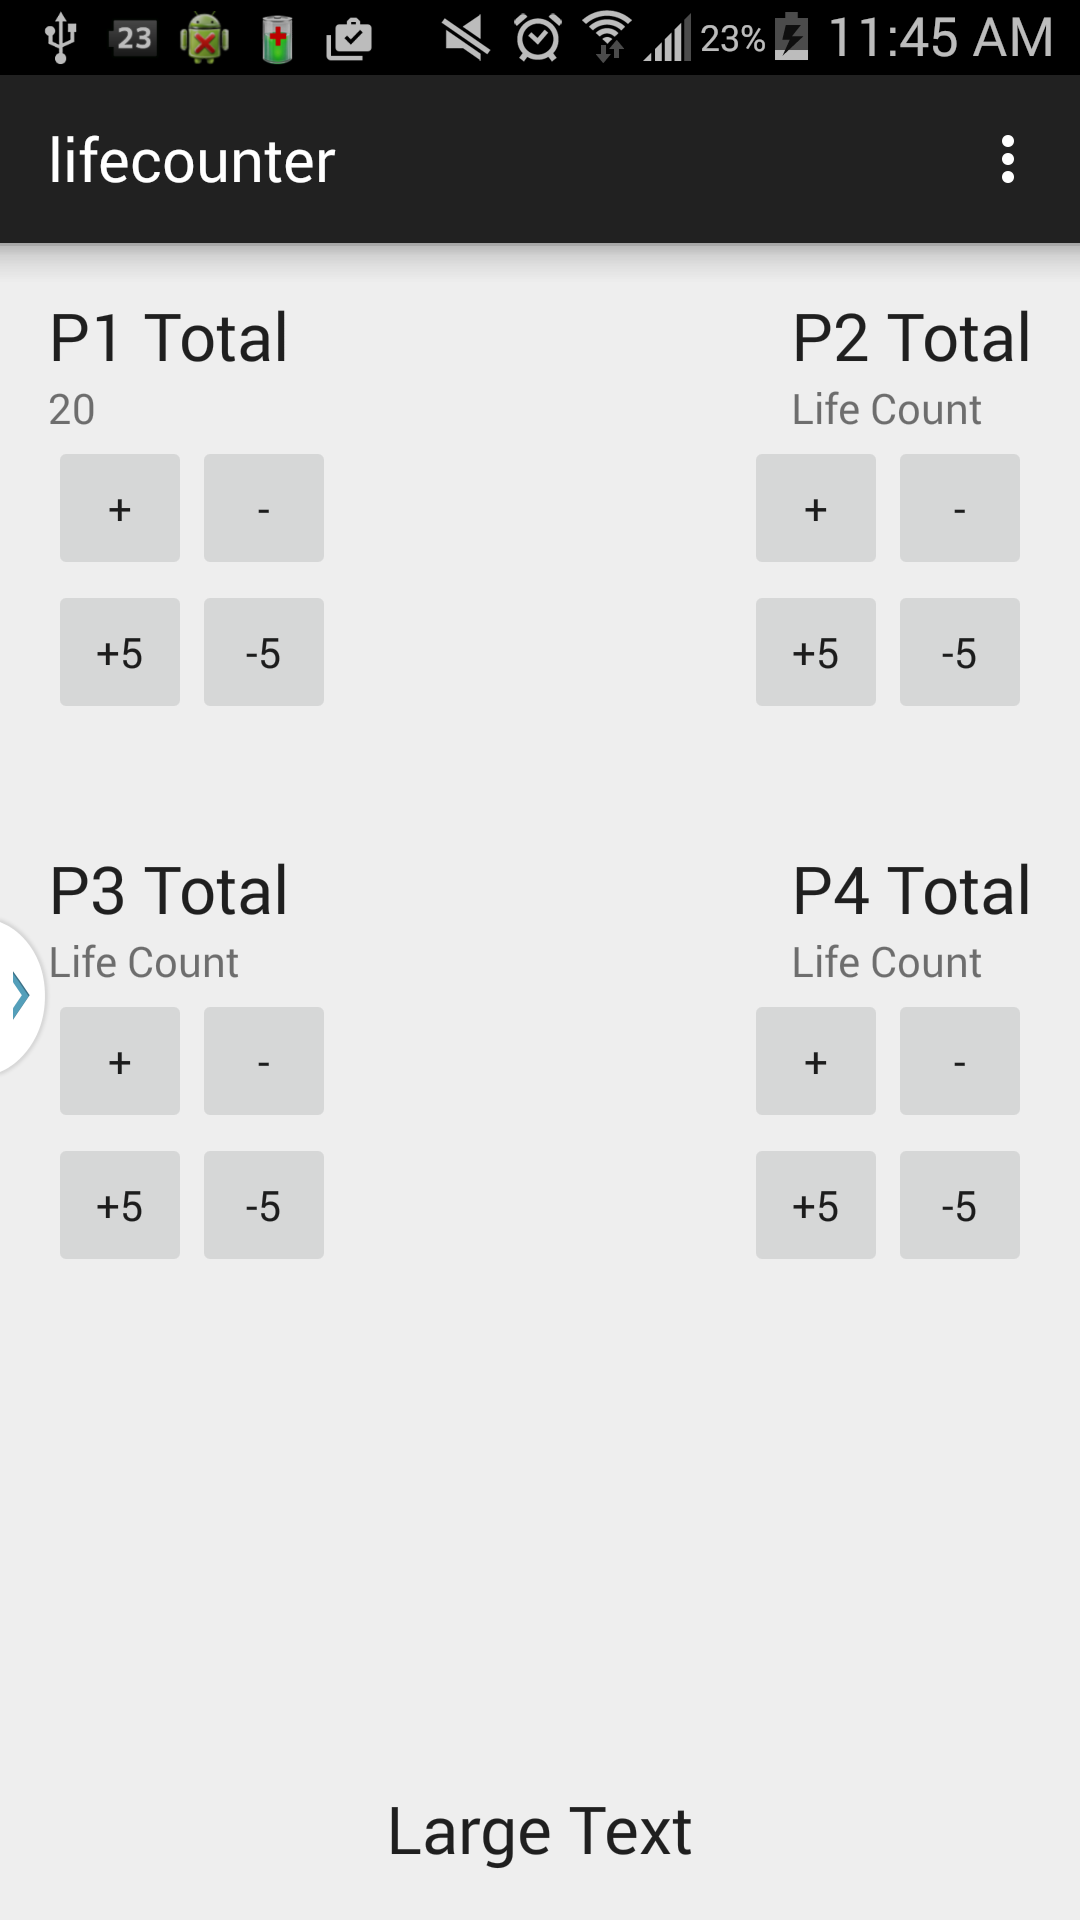 23 23% 11:45 AM
lifecounter
P1 Total P2 Total
20 Life Count
+ - + -
+5 -5 +5 -5
P3 Total P4 Total
Life Count Life Count
+ - + -
+5 -5 +5 -5
Large Text